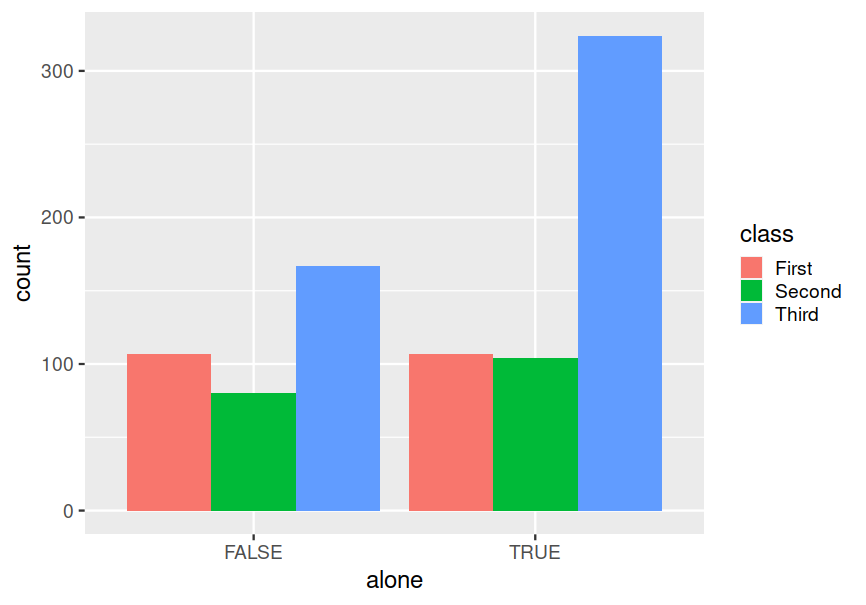 300
200
100
0
count
FALSE
TRUE
alone
class
First
Second
Third